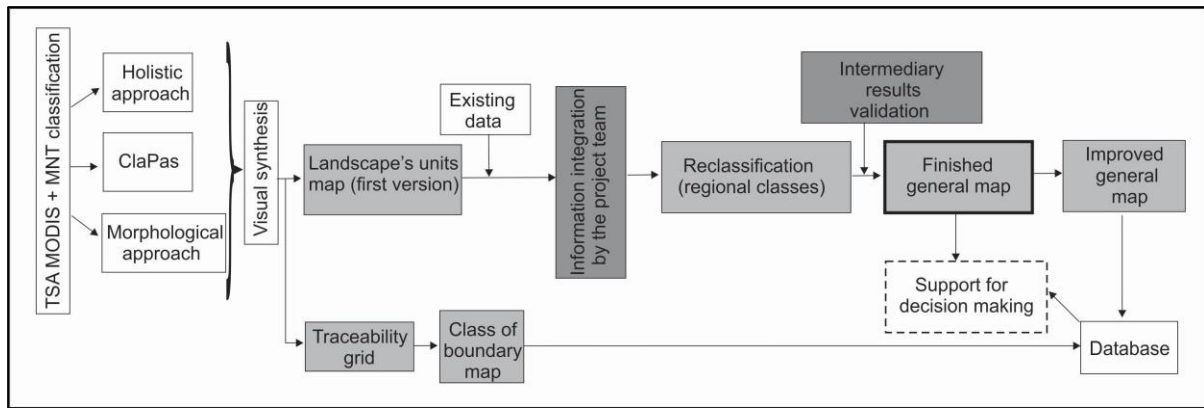 TSA MODIS + MNT classification
Holistic
approach
ClaPas
Morphological
approach
Visual synthesis
Landscape's units
map (first version)
Existing
data
Information integration
by the project team
Reclassification
(regional classes)
Intermediary
results
validation
Finished
general map
Improved
general
map
Support for
decision making
Traceability
grid
Class of
boundary
map
Database